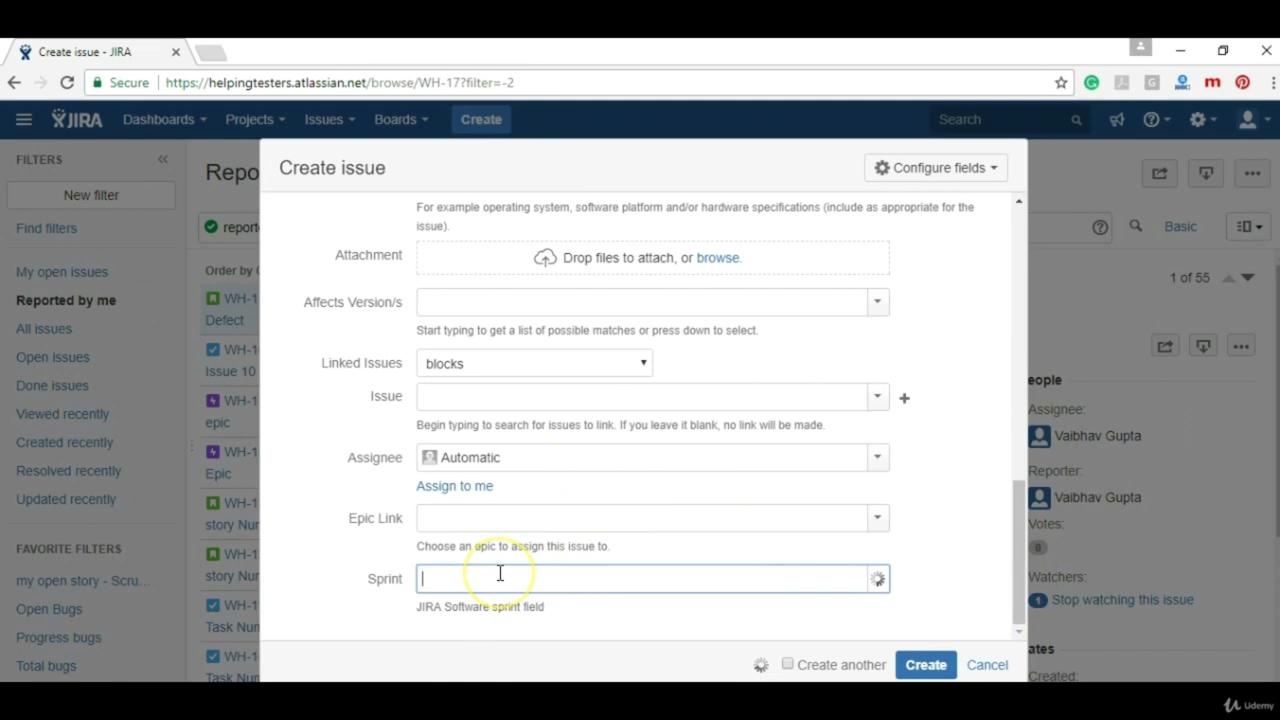 Create issue - JIRA
Secure https://helpingtesters.atlassian.net/browse/WH-17?filter=-2
JIRA Dashboards Projects Issues Boards Create Search
FILTERS
New filter
Find filters
My open issues
Reported by me
All issues
Open issues
Done issues
Viewed recently
Created recently
Resolved recently
Updated recently
FAVORITE FILTERS
my open story - Scru...
Open Bugs
Progress bugs
Total bugs
Repo
report
Basic
Order by C
1 of 55
WH-1
Defect
WH-1
Issue 10
WH-1
epic
WH-1
Epic
WH-1
story Nur
WH-1
story Nur
WH-1
Task Num
WH-1
Task Num
Create issue
Configure fields
For example operating system, software platform and/or hardware specifications (include as appropriate for the
issue).
Attachment Drop files to attach, or browse.
Affects Version/s
Start typing to get a list of possible matches or press down to select.
Linked Issues blocks
Issue
Begin typing to search for issues to link. If you leave it blank, no link will be made.
Assignee Automatic
Assign to me
Epic Link
Choose an epic to assign this issue to.
Sprint
JIRA Software sprint field
Create another Create Cancel
eople
Assignee:
Vaibhav Gupta
Reporter:
Vaibhav Gupta
Votes:
0
Watchers:
1 Stop watching this issue
ates
Created:
Udemy